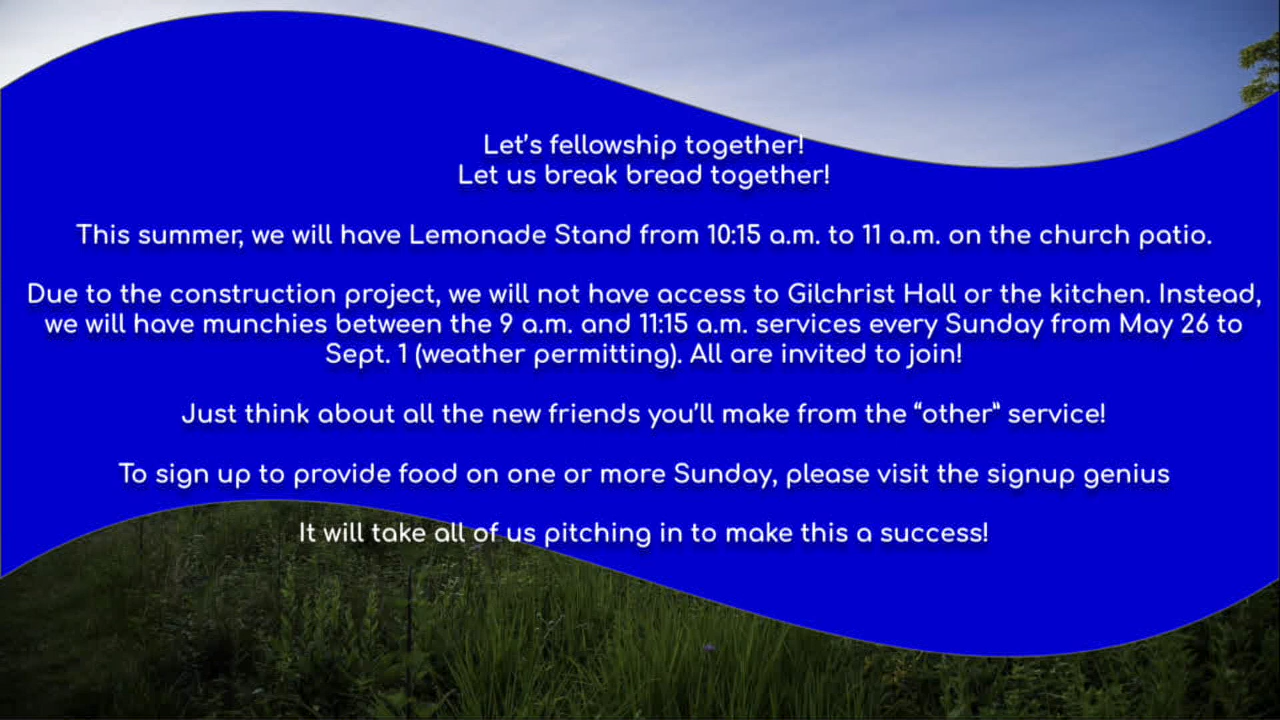 Let’s fellowship together!
Let us break bread together!
This summer, we will have Lemonade Stand from 10:15 a.m. to 11 a.m. on the church patio.
Due to the construction project, we will not have access to Gilchrist Hall or the kitchen. Instead,
we will have munchies between the 9 a.m. and 11:15 a.m. services every Sunday from May 26 to
Sept. 1 (weather permitting). All are invited to join!
Just think about all the new friends you’ll make from the “other” service!
To sign up to provide food on one or more Sunday, please visit the signup genius
It will take all of us pitching in to make this a success!